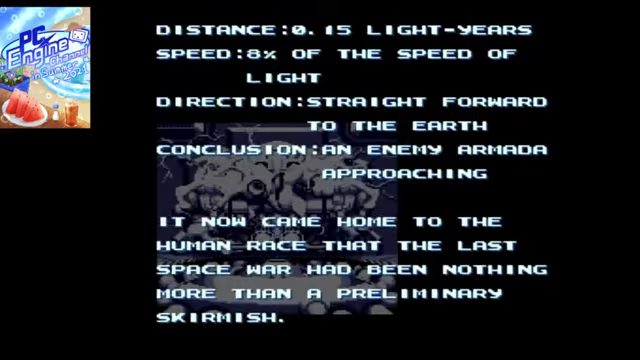 PC
Engine
Channel
in Summer
2021
DISTANCE:0.15 LIGHT-YEARS
SPEED:8% OF THE SPEED OF
LIGHT
DIRECTION:STRAIGHT FORWARD
TO THE EARTH
CONCLUSION:AN ENEMY ARMADA
APPROACHING
IT NOW CAME HOME TO THE
HUMAN RACE THAT THE LAST
SPACE WAR HAD BEEN NOTHING
MORE THAN A PRELIMINARY
SKIRMISH.